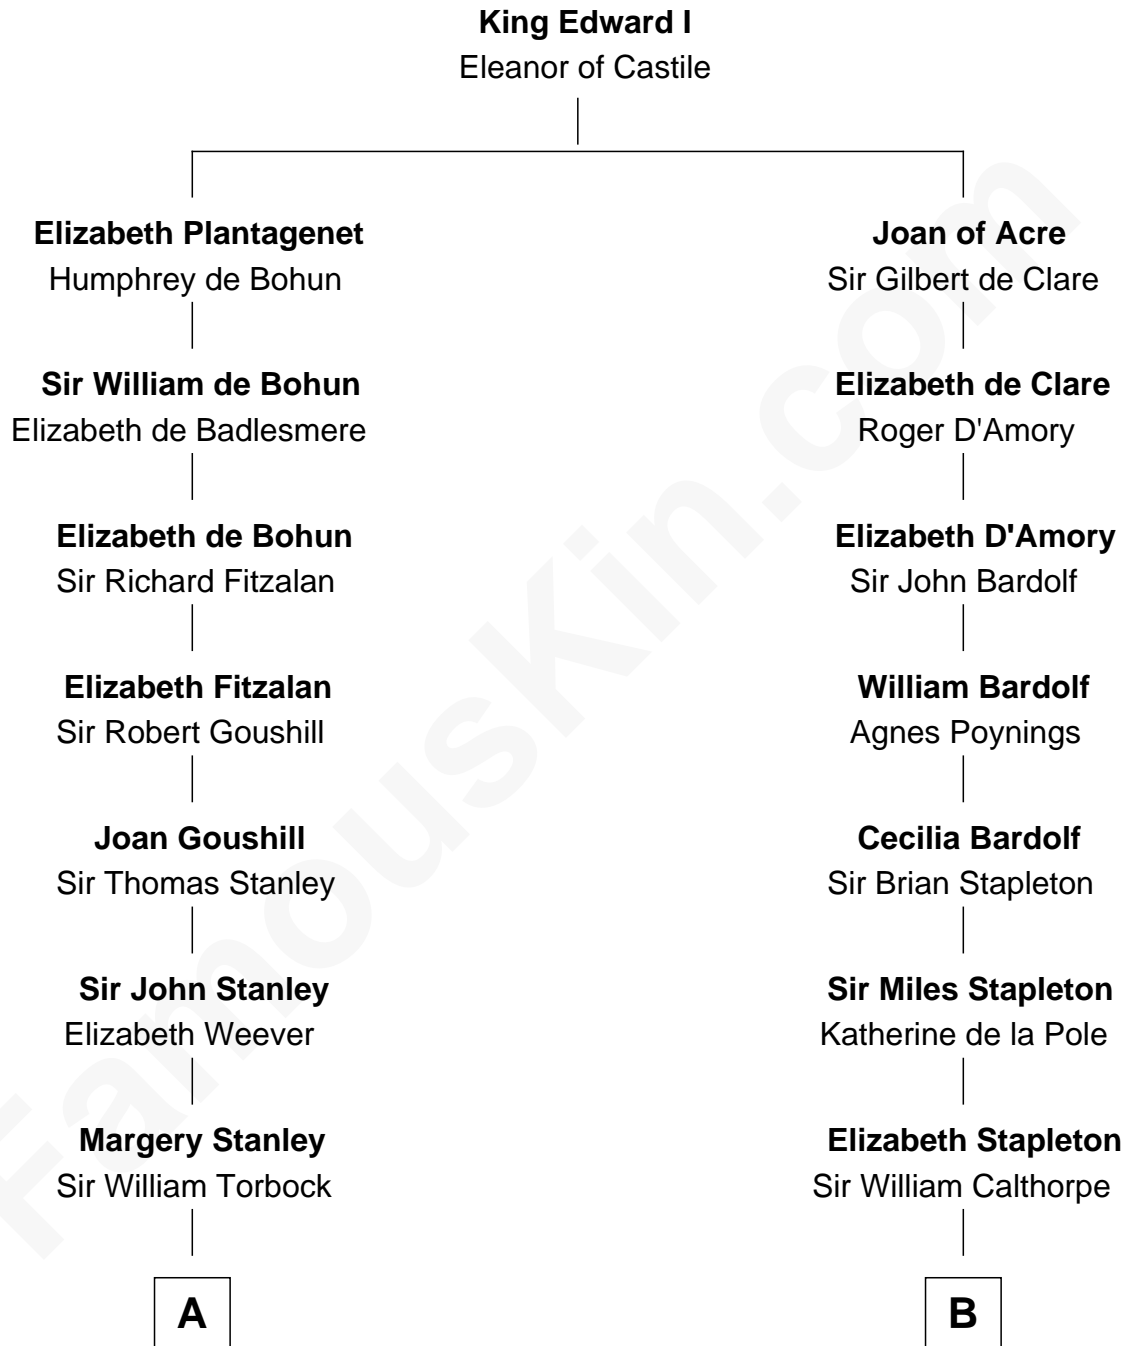 King Edward I
Eleanor of Castile
Elizabeth Plantagenet
Humphrey de Bohun
Joan of Acre
Sir Gilbert de Clare
Sir William de Bohun
Elizabeth de Badlesmere
Elizabeth de Clare
Roger D'Amory
Elizabeth de Bohun
Sir Richard Fitzalan
Elizabeth D'Amory
Sir John Bardolf
Elizabeth Fitzalan
Sir Robert Goushill
William Bardolf
Agnes Poynings
Joan Goushill
Sir Thomas Stanley
Cecilia Bardolf
Sir Brian Stapleton
Sir John Stanley
Elizabeth Weever
Sir Miles Stapleton
Katherine de la Pole
Margery Stanley
Sir William Torbock
Elizabeth Stapleton
Sir William Calthorpe
A
B
FamousKin.com